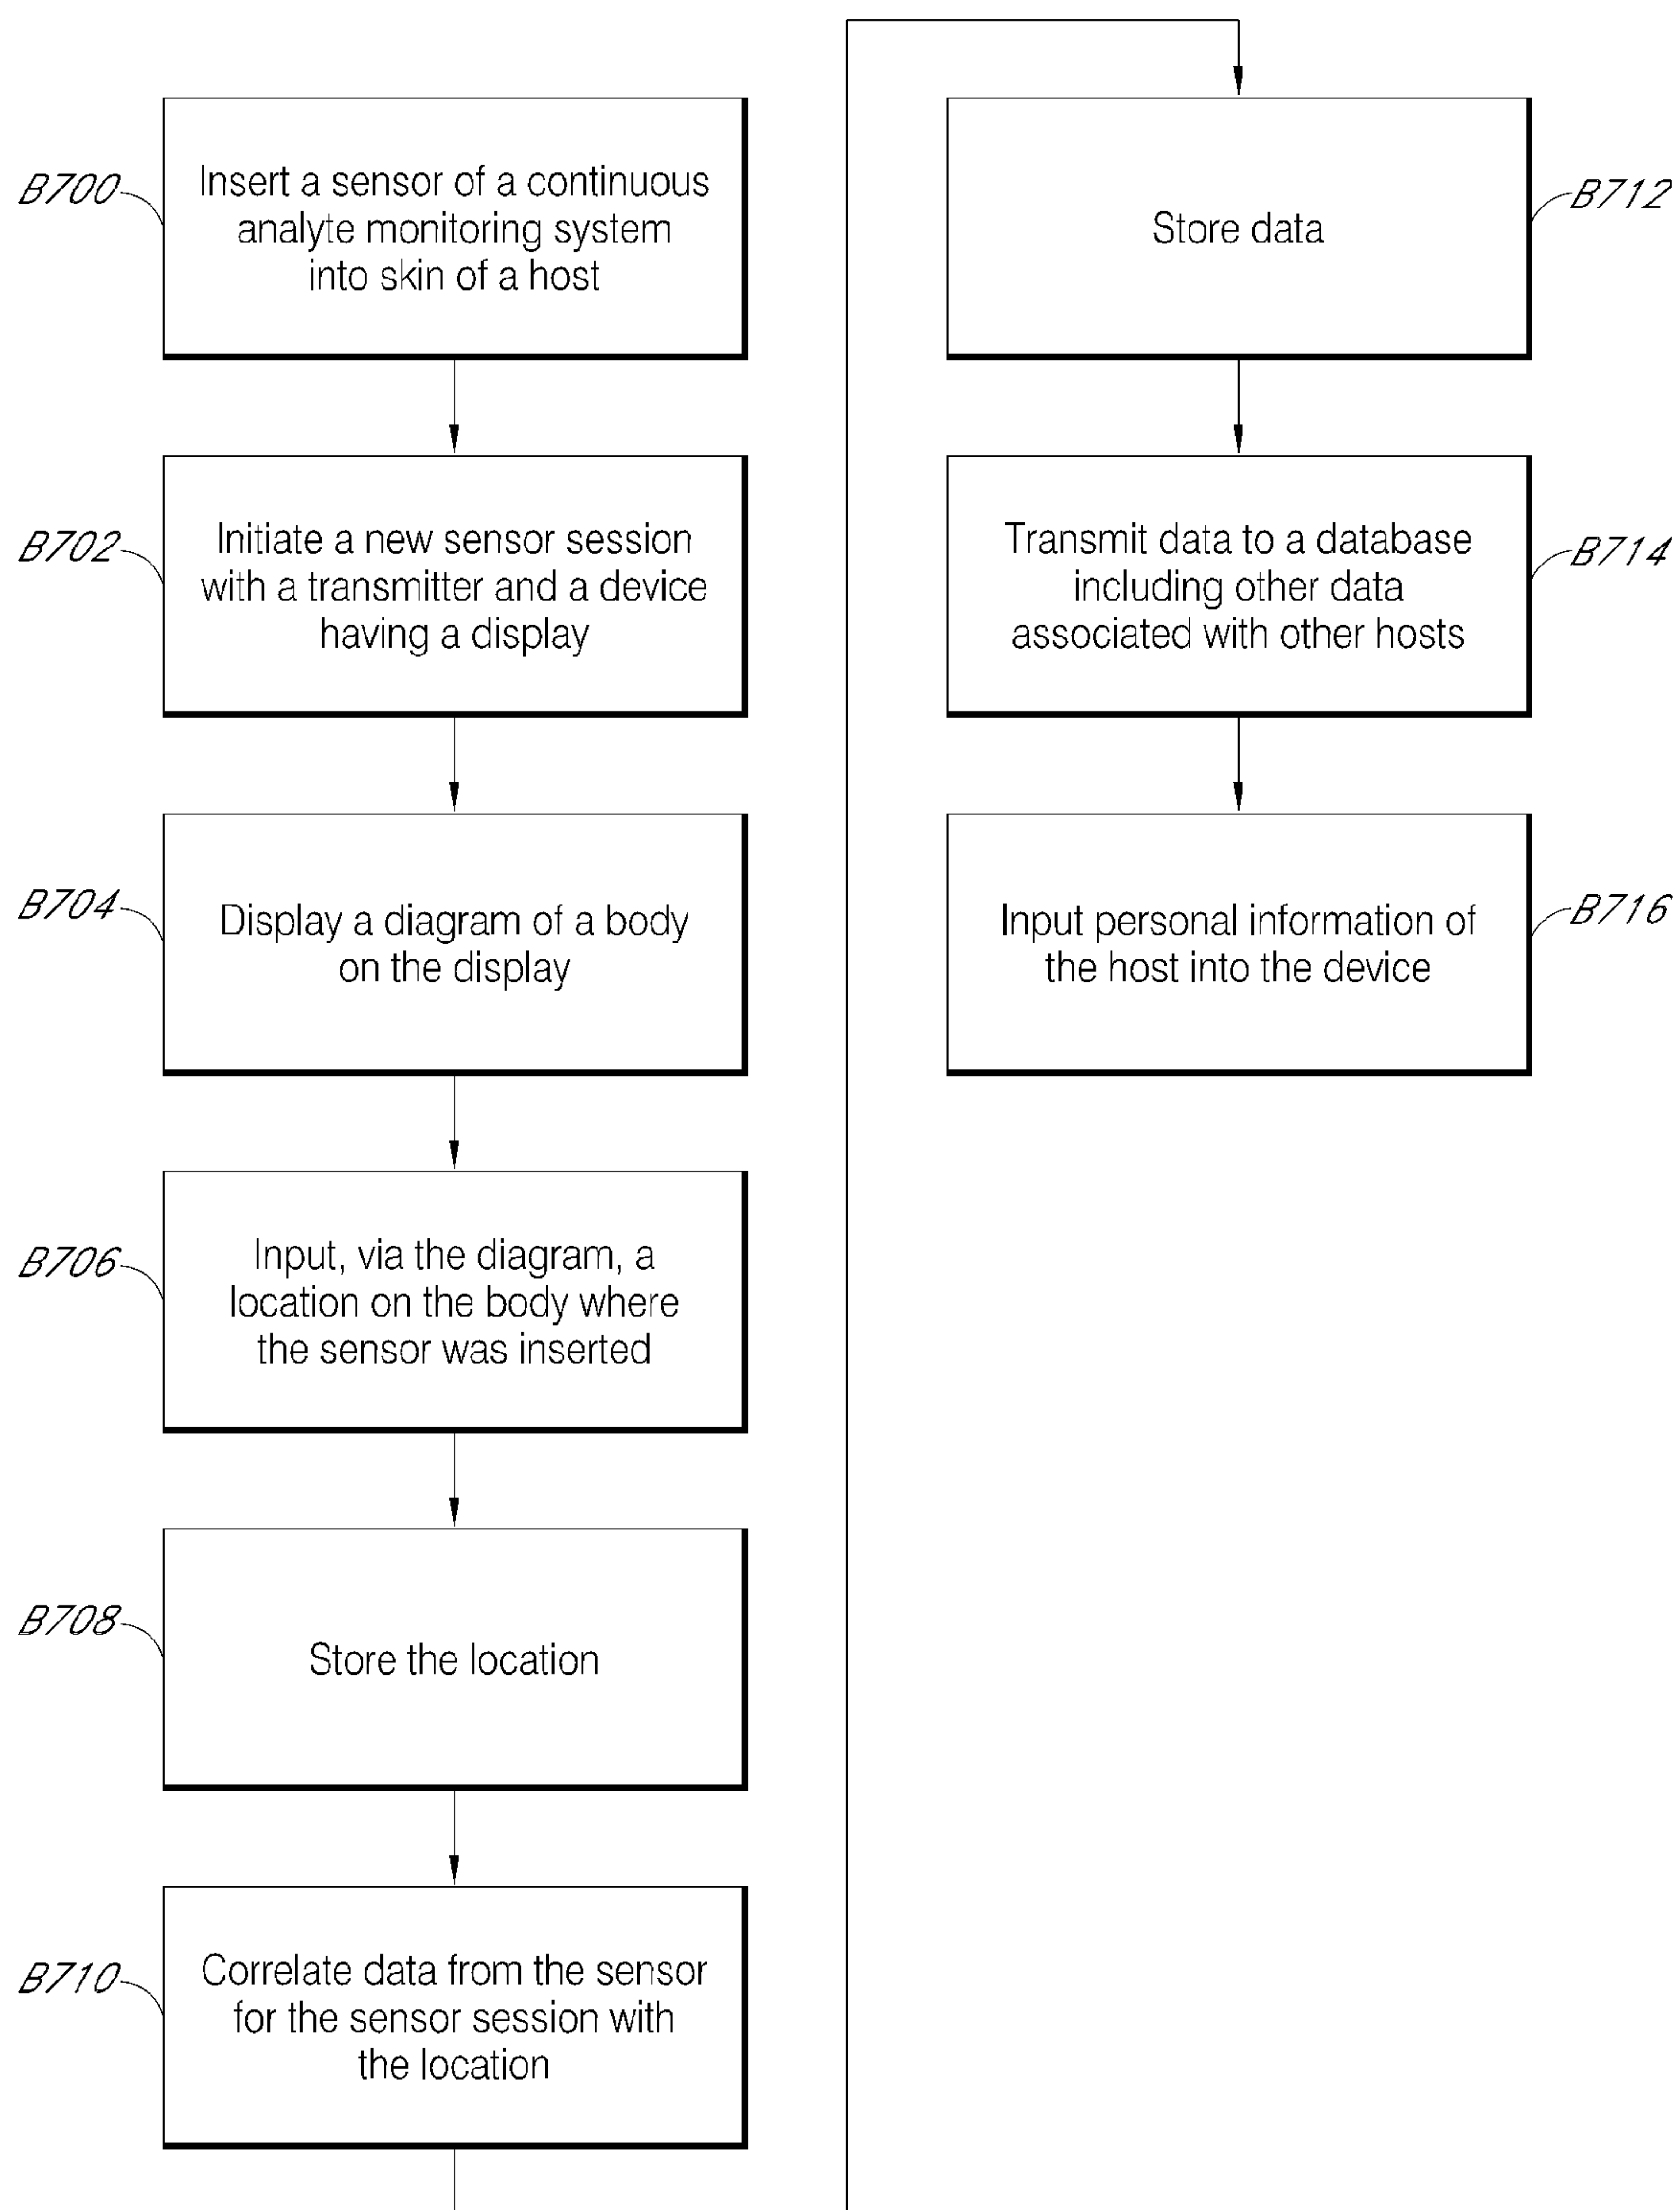 B700
Insert a sensor of a continuous
analyte monitoring system
into skin of a host
B702
Initiate a new sensor session
with a transmitter and a device
having a display
B704
Display a diagram of a body
on the display
B706
Input, via the diagram, a
location on the body where
the sensor was inserted
B708
Store the location
B710
Correlate data from the sensor
for the sensor session with
the location
Store data
B712
Transmit data to a database
including other data
associated with other hosts
B714
Input personal information of
the host into the device
B716